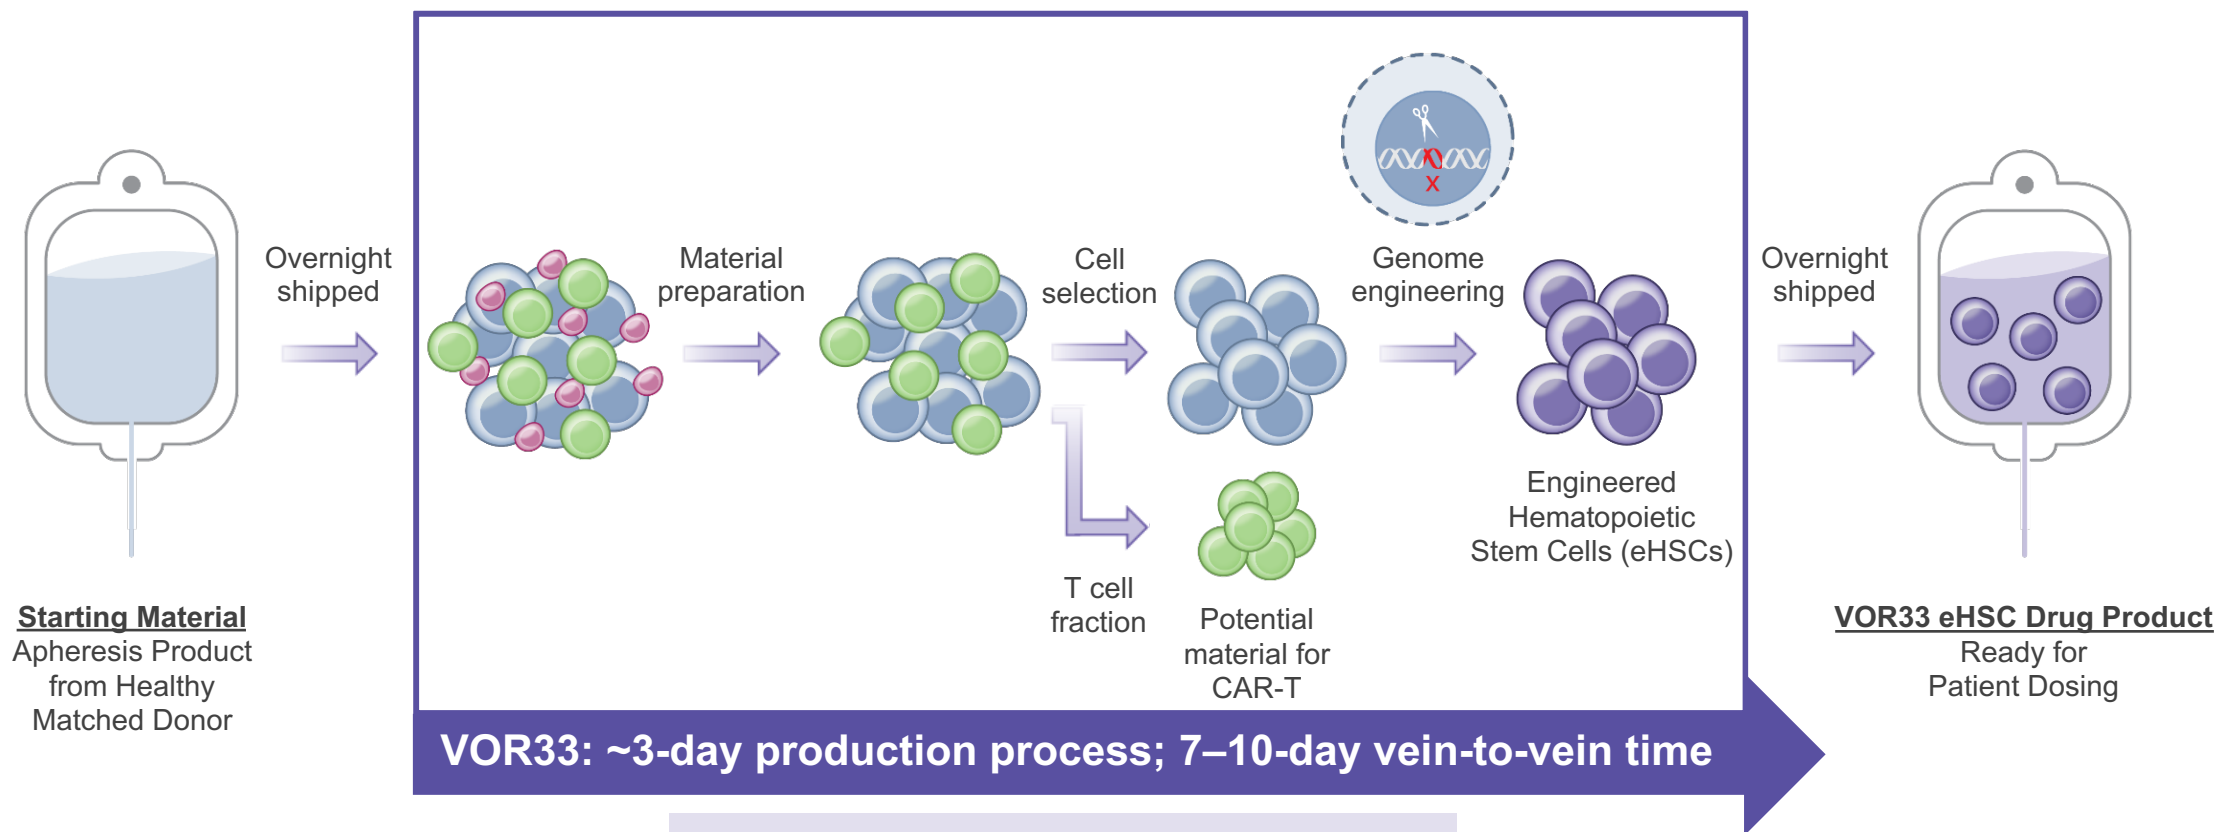 Overnight
shipped
Material
preparation
Cell
selection
Genome
engineering
Overnight
shipped
X
T cell
fraction
Potential
material for
CAR-T
Engineered
Hematopoietic
Stem Cells (eHSCs)
Starting Material
Apheresis Product
from Healthy
Matched Donor
VOR33 eHSC Drug Product
Ready for
Patient Dosing
VOR33: ~3-day production process; 7–10-day vein-to-vein time